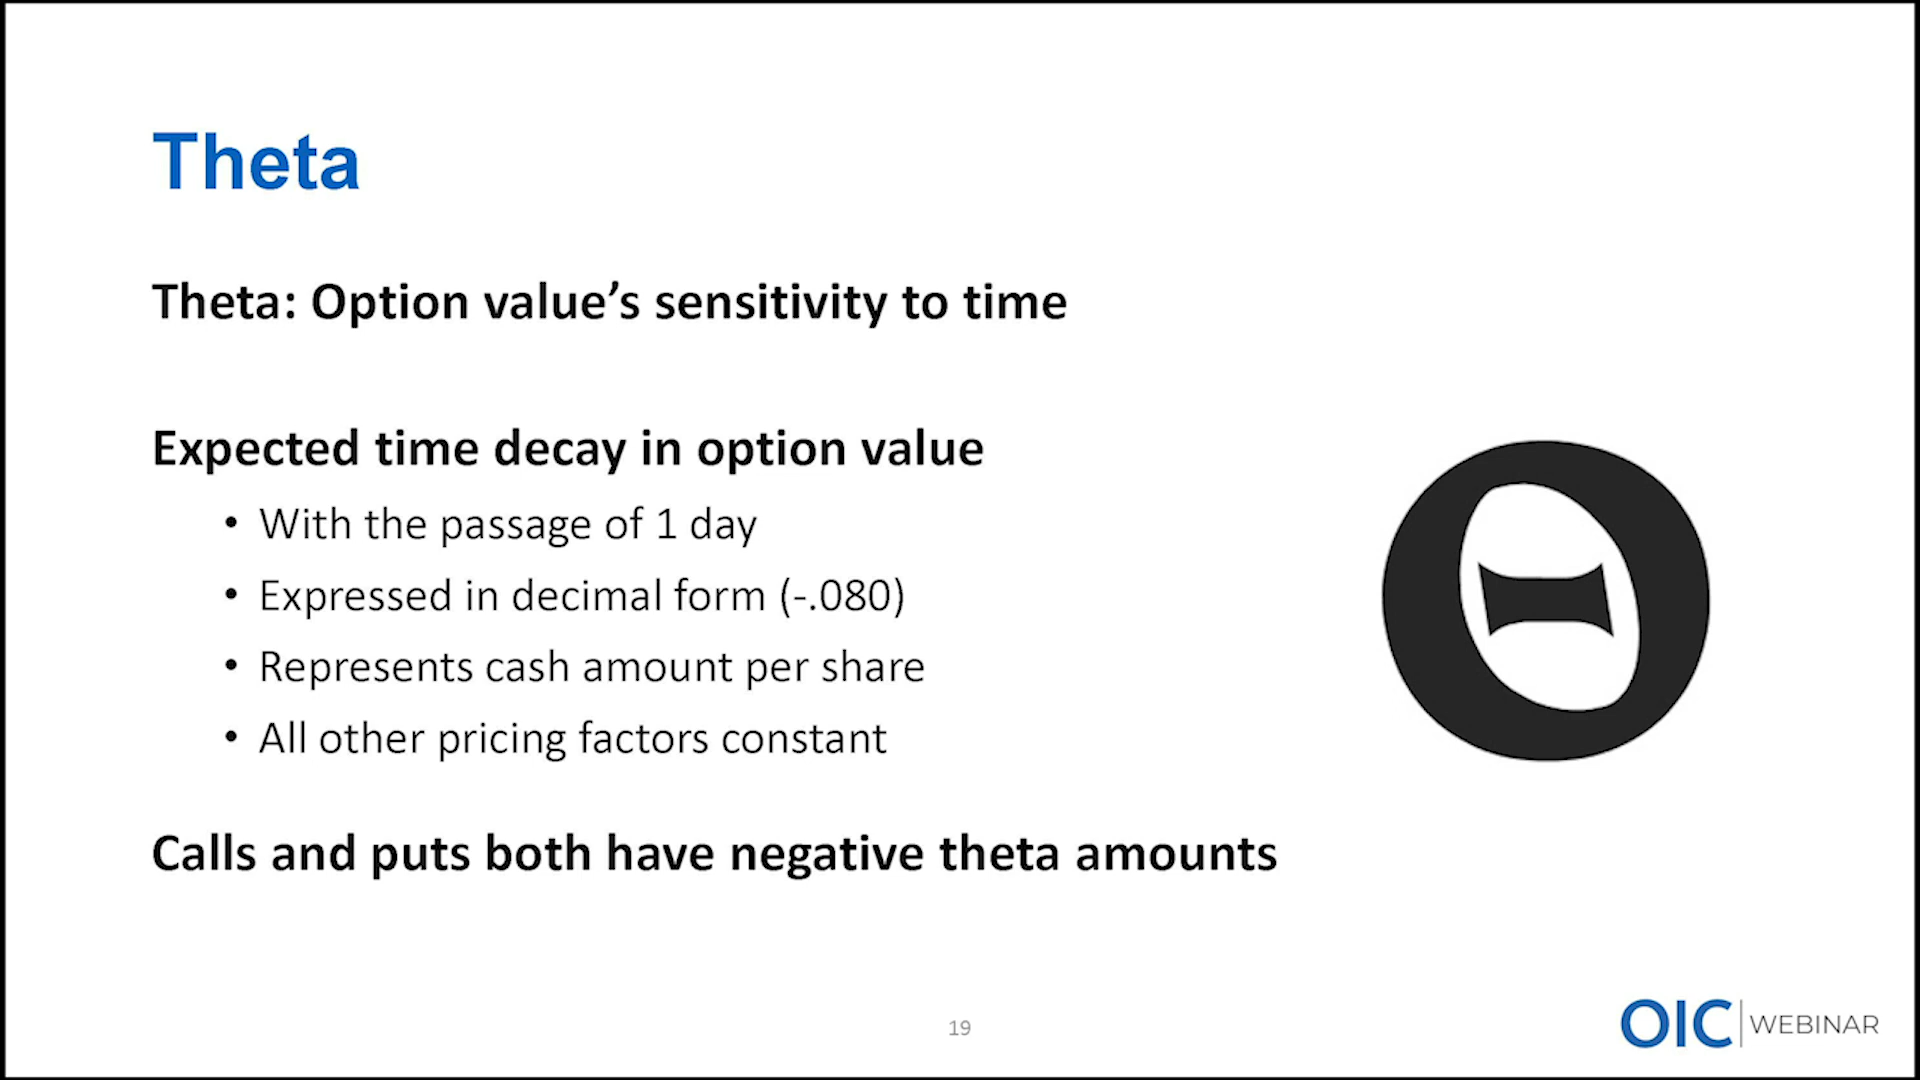 Theta
Theta: Option value’s sensitivity to time
Expected time decay in option value
• With the passage of 1 day
• Expressed in decimal form (-.080)
• Represents cash amount per share
• All other pricing factors constant
Θ
Calls and puts both have negative theta amounts
19
OIC WEBINAR